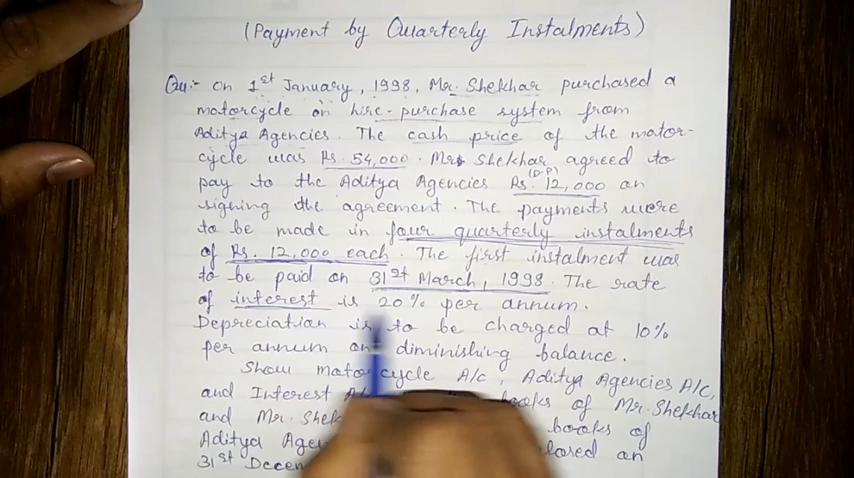 (Payment by Quarterly Instalments)
Qu:- On 1st January, 1998, Mr. Shekhar purchased a
motorcycle on hire-purchase system from
Aditya Agencies. The cash price of the motor-
cycle was Rs. 54,000. Mr. Shekhar agreed to
(D.P)
pay to the Aditya Agencies Rs. 12,000 on
signing the agreement. The payments were
to be made in four quarterly instalments
of Rs. 12,000 each. The first instalment was
to be paid on 31st March, 1998. The rate
of interest is 20% per annum.
Depreciation is to be charged at 10%
per annum on diminishing balance.
Show motorcycle A/c, Aditya Agencies A/c,
and Interest books of Mr. Shekhar
and Mr. books of
Aditya on
31st